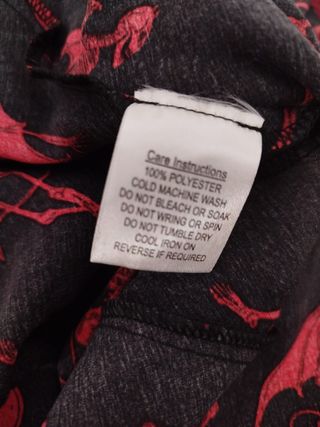 Care Instructions
100% POLYESTER
COLD MACHINE WASH
DO NOT BLEACH OR SOAK
DO NOT WRING OR SPIN
DO NOT TUMBLE DRY
COOL IRON ON
REVERSE IF REQUIRED